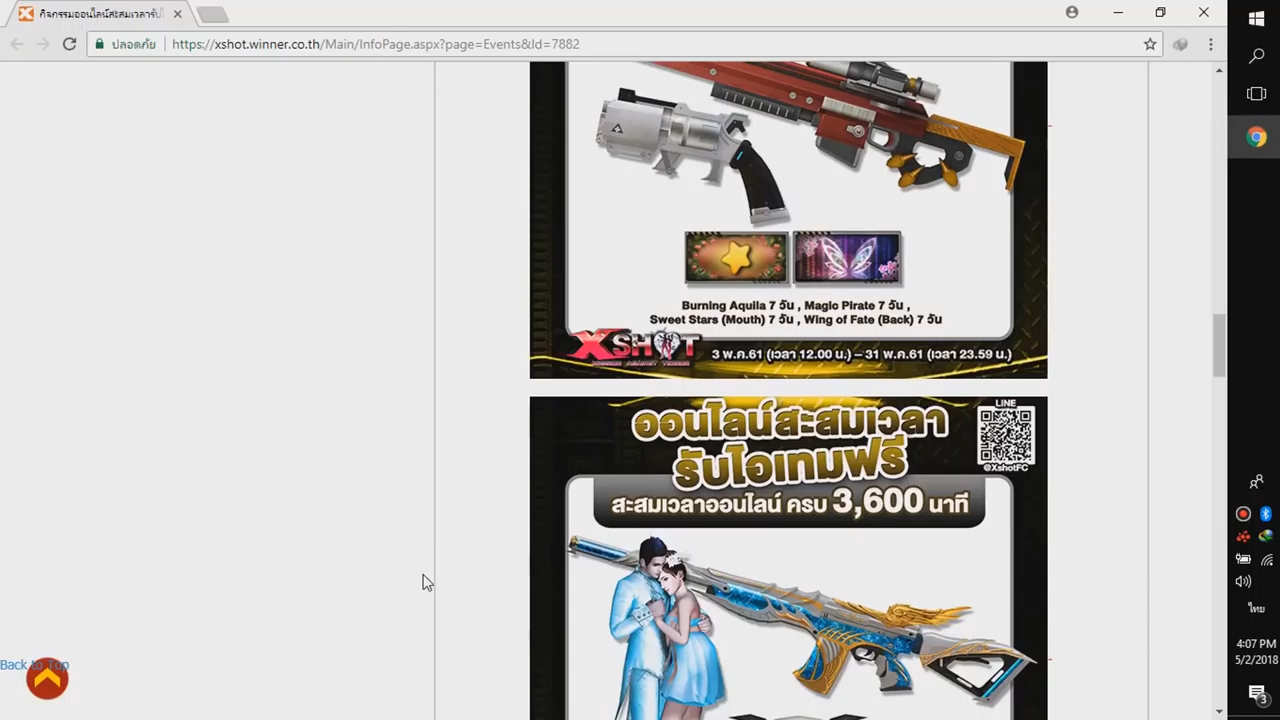 กิจกรรมออนไลน์สะสมเวลารับไ
ปลอดภัย
https://xshot.winner.co.th/Main/InfoPage.aspx?page=Events&Id=7882
Burning Aquila 7 วัน , Magic Pirate 7 วัน ,
Sweet Stars (Mouth) 7 วัน , Wing of Fate (Back) 7 วัน
XSHOT
MISSION AGAINST TERROR
3 พ.ค.61 (เวลา 12.00 น.) – 31 พ.ค.61 (เวลา 23.59 น.)
ออนไลน์สะสมเวลา
รับไอเทมฟรี
LINE
@XshotFC
สะสมเวลาออนไลน์ ครบ 3,600 นาที
Back to Top
ไทย
4:07 PM
5/2/2018
3